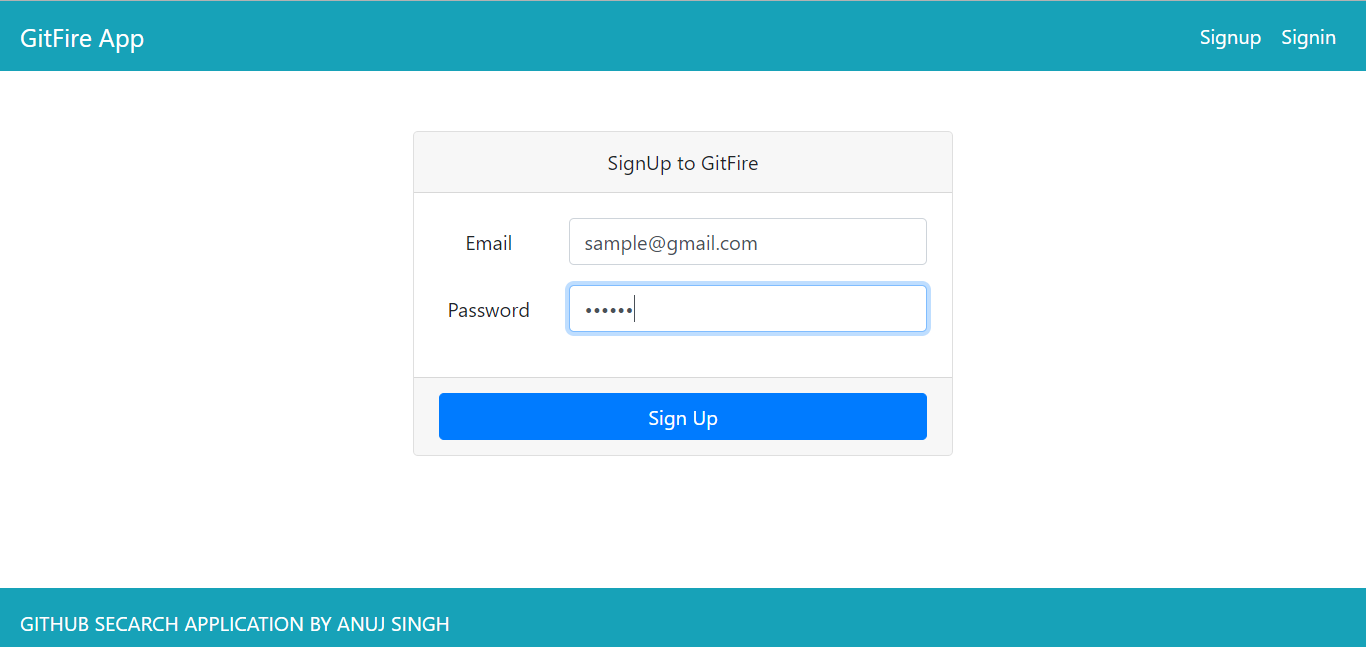 GitFire App
Signup Signin
SignUp to GitFire
Email sample@gmail.com
Password ••••••
Sign Up
GITHUB SECARCH APPLICATION BY ANUJ SINGH